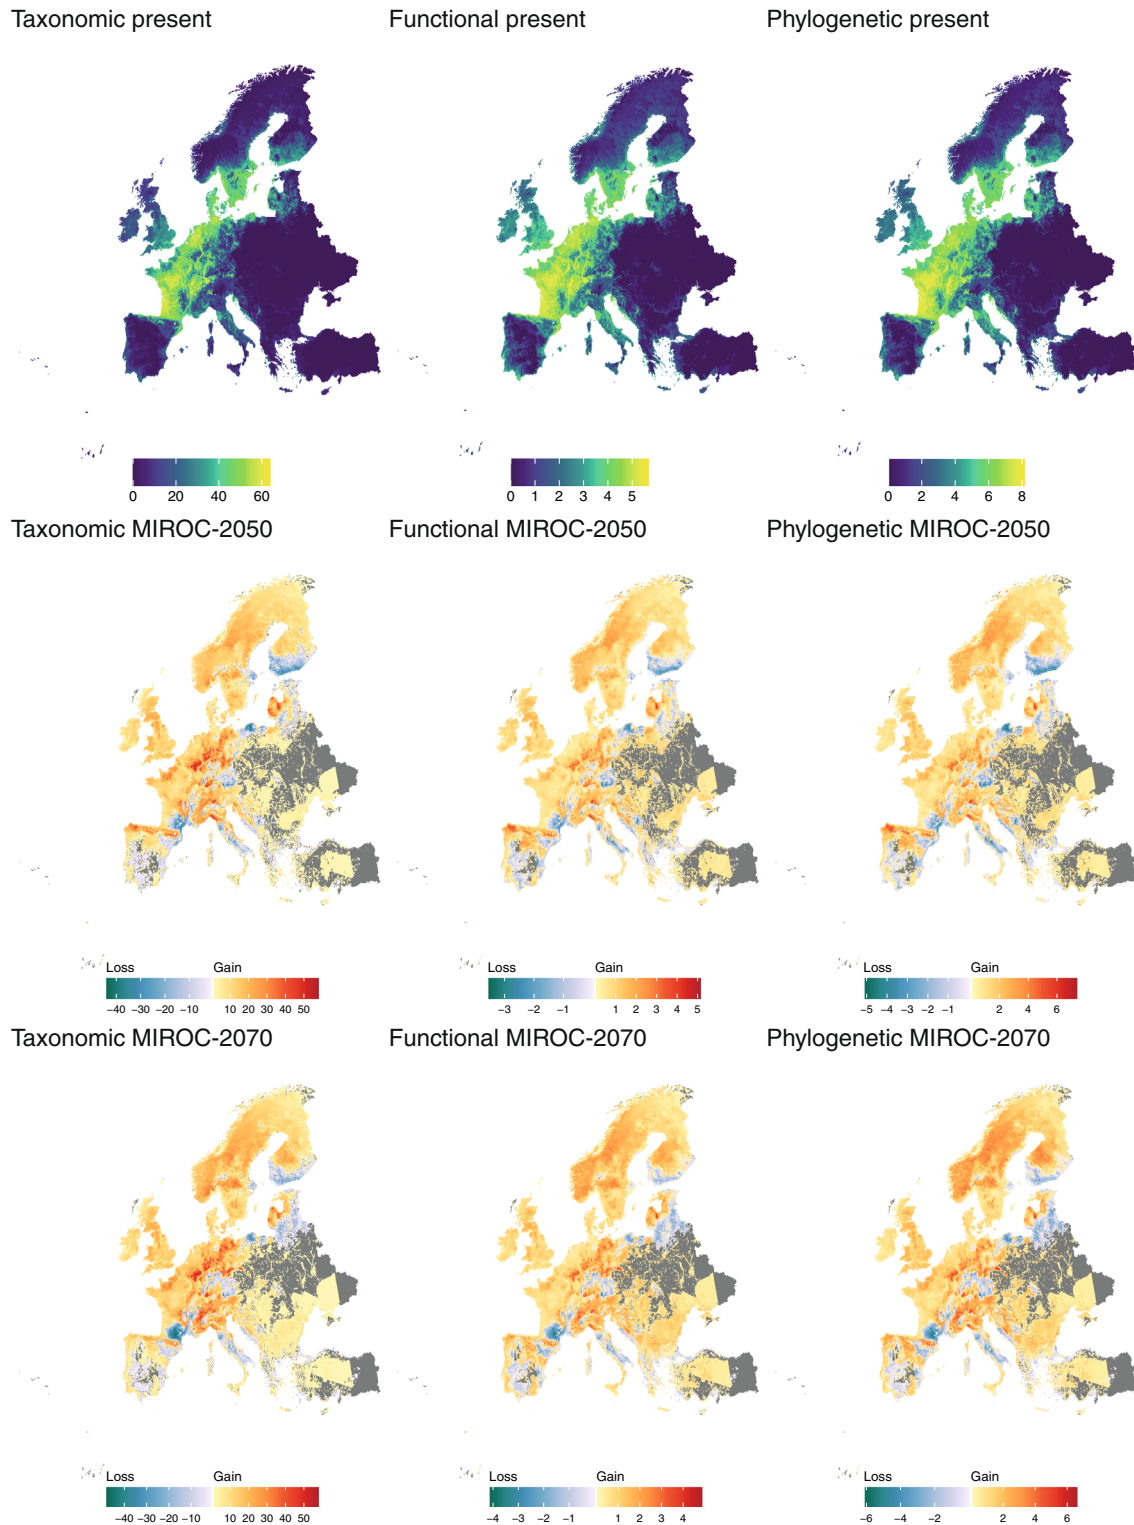 Taxonomic present Functional present Phylogenetic present
0 20 40 60 0 1 2 3 4 5 0 2 4 6 8
Taxonomic MIROC-2050 Functional MIROC-2050 Phylogenetic MIROC-2050
Loss Gain Loss Gain Loss Gain
−40 −30 −20 −10 10 20 30 40 50 −3 −2 −1 1 2 3 4 5 −5 −4 −3 −2 −1 2 4 6
Taxonomic MIROC-2070 Functional MIROC-2070 Phylogenetic MIROC-2070
Loss Gain Loss Gain Loss Gain
−40 −30 −20 −10 10 20 30 40 50 −4 −3 −2 −1 1 2 3 4 −6 −4 −2 2 4 6